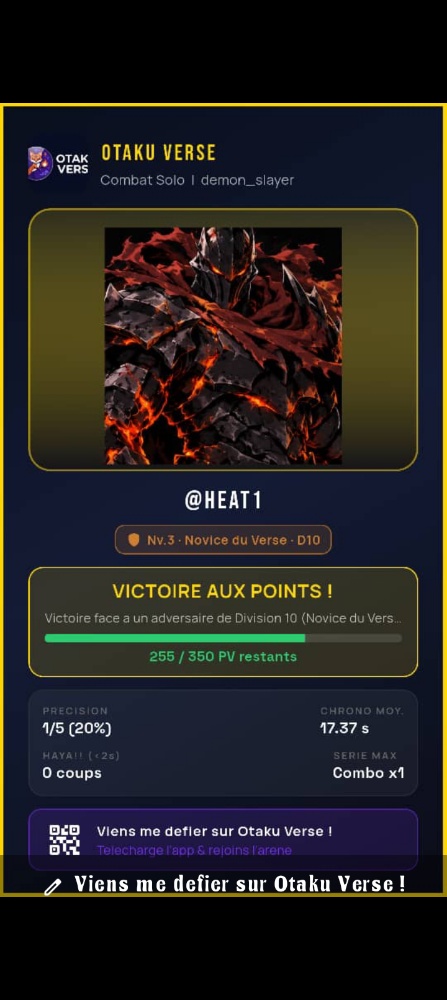 OTAK
VERS
OTAKU VERSE
Combat Solo | demon_slayer
@HEAT1
Nv.3 · Novice du Verse · D10
VICTOIRE AUX POINTS !
Victoire face a un adversaire de Division 10 (Novice du Vers...
255 / 350 PV restants
PRECISION
1/5 (20%)
CHRONO MOY.
17.37 s
HAYA!! (<2s)
0 coups
SERIE MAX
Combo x1
Viens me defier sur Otaku Verse !
Telecharge l'app & rejoins l'arene
Viens me defier sur Otaku Verse !